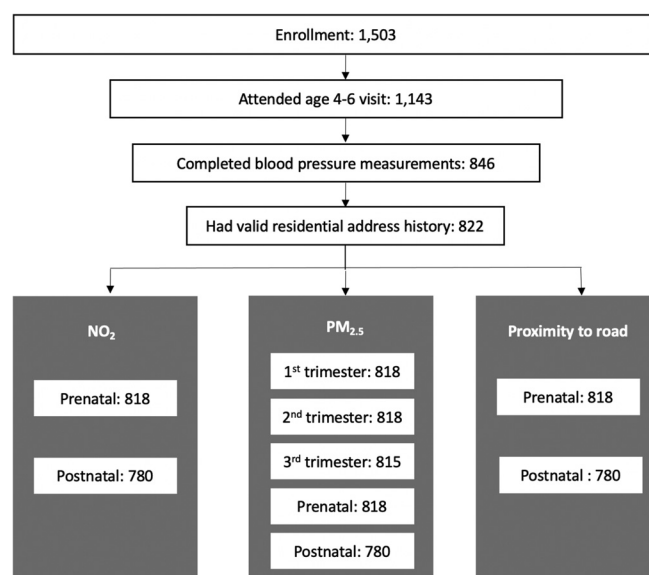 Enrollment: 1,503
Attended age 4-6 visit: 1,143
Completed blood pressure measurements: 846
Had valid residential address history: 822
NO₂
Prenatal: 818
Postnatal: 780
PM₂.₅
1ˢᵗ trimester: 818
2ⁿᵈ trimester: 818
3ʳᵈ trimester: 815
Prenatal: 818
Postnatal: 780
Proximity to road
Prenatal: 818
Postnatal : 780